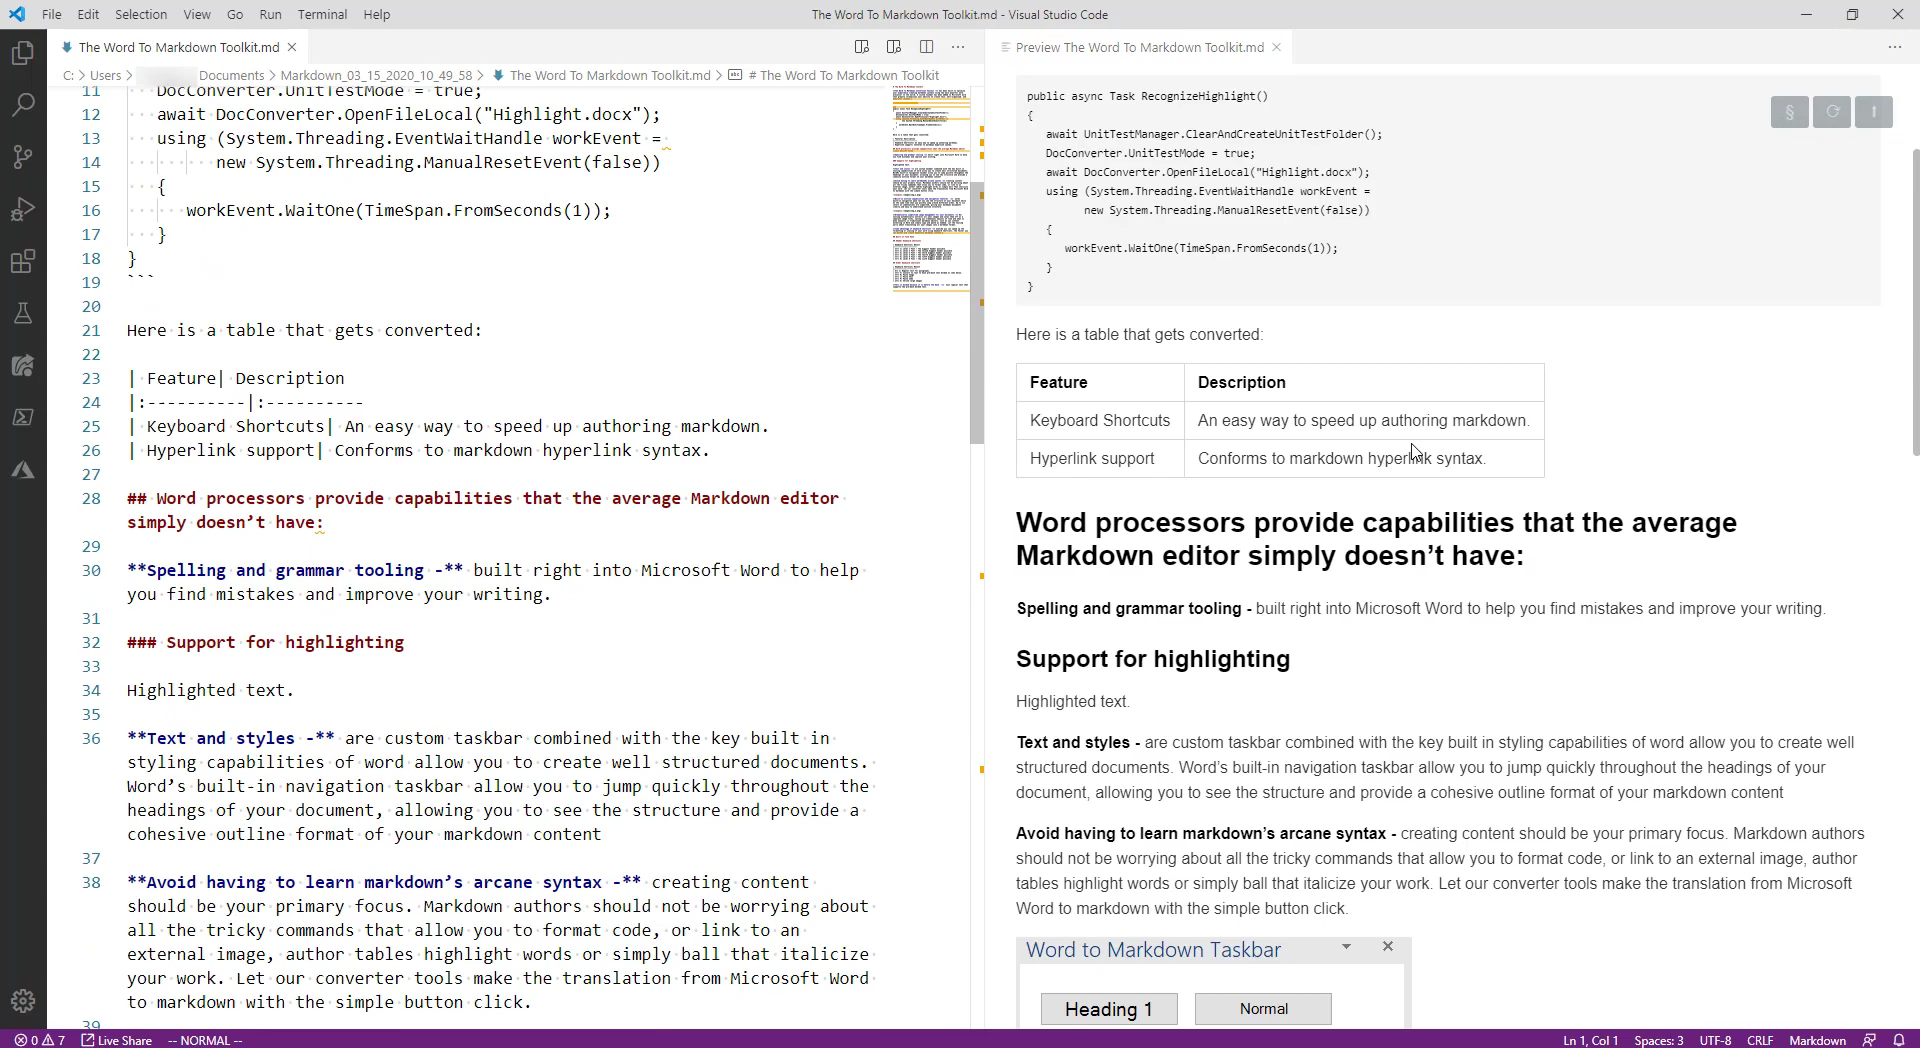 File Edit Selection View Go Run Terminal Help
The Word To Markdown Toolkit.md - Visual Studio Code
The Word To Markdown Toolkit.md
C: > Users > Documents > Markdown_03_15_2020_10_49_58 > The Word To Markdown Toolkit.md > # The Word To Markdown Toolkit
11 DocConverter.UnitTestMode = true;
12 await DocConverter.OpenFileLocal("Highlight.docx");
13 using (System.Threading.EventWaitHandle workEvent =
14 new System.Threading.ManualResetEvent(false))
15 {
16 workEvent.WaitOne(TimeSpan.FromSeconds(1));
17 }
18 }
19 ```
20
21 Here is a table that gets converted:
22
23 | Feature| Description
24 |:----------|:----------
25 | Keyboard Shortcuts| An easy way to speed up authoring markdown.
26 | Hyperlink support| Conforms to markdown hyperlink syntax.
27
28 ## Word processors provide capabilities that the average Markdown editor
simply doesn’t have:
29
30 **Spelling and grammar tooling -** built right into Microsoft Word to help
you find mistakes and improve your writing.
31
32 ### Support for highlighting
33
34 Highlighted text.
35
36 **Text and styles -** are custom taskbar combined with the key built in
styling capabilities of word allow you to create well structured documents.
Word’s built-in navigation taskbar allow you to jump quickly throughout the
headings of your document, allowing you to see the structure and provide a
cohesive outline format of your markdown content
37
38 **Avoid having to learn markdown’s arcane syntax -** creating content
should be your primary focus. Markdown authors should not be worrying about
all the tricky commands that allow you to format code, or link to an
external image, author tables highlight words or simply ball that italicize
your work. Let our converter tools make the translation from Microsoft Word
to markdown with the simple button click.
39
Preview The Word To Markdown Toolkit.md
public async Task RecognizeHighlight()
{
await UnitTestManager.ClearAndCreateUnitTestFolder();
DocConverter.UnitTestMode = true;
await DocConverter.OpenFileLocal("Highlight.docx");
using (System.Threading.EventWaitHandle workEvent =
new System.Threading.ManualResetEvent(false))
{
workEvent.WaitOne(TimeSpan.FromSeconds(1));
}
}
§
Here is a table that gets converted:
Feature Description
Keyboard Shortcuts An easy way to speed up authoring markdown.
Hyperlink support Conforms to markdown hyperlink syntax.
Word processors provide capabilities that the average
Markdown editor simply doesn’t have:
Spelling and grammar tooling - built right into Microsoft Word to help you find mistakes and improve your writing.
Support for highlighting
Highlighted text.
Text and styles - are custom taskbar combined with the key built in styling capabilities of word allow you to create well
structured documents. Word’s built-in navigation taskbar allow you to jump quickly throughout the headings of your
document, allowing you to see the structure and provide a cohesive outline format of your markdown content
Avoid having to learn markdown’s arcane syntax - creating content should be your primary focus. Markdown authors
should not be worrying about all the tricky commands that allow you to format code, or link to an external image, author
tables highlight words or simply ball that italicize your work. Let our converter tools make the translation from Microsoft
Word to markdown with the simple button click.
Word to Markdown Taskbar
Heading 1 Normal
0 7 Live Share -- NORMAL --
Ln 1, Col 1 Spaces: 3 UTF-8 CRLF Markdown